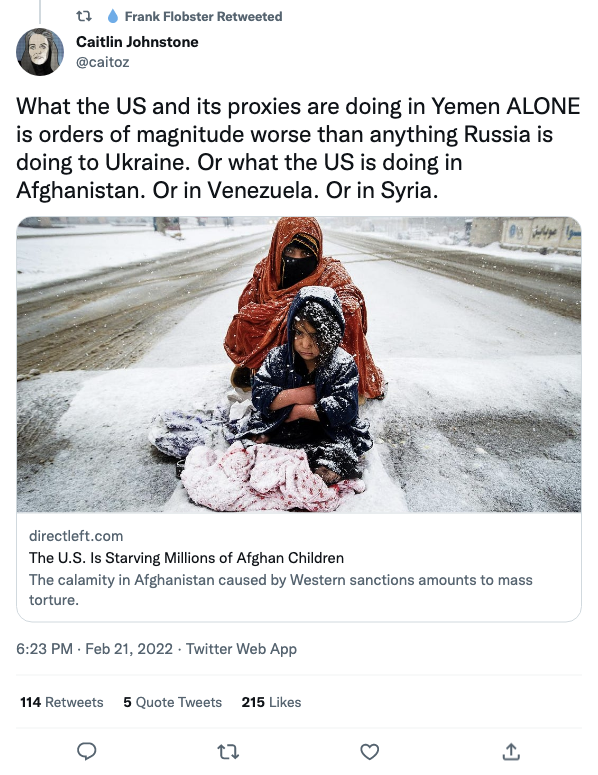 Frank Flobster Retweeted
Caitlin Johnstone
@caitoz
What the US and its proxies are doing in Yemen ALONE
is orders of magnitude worse than anything Russia is
doing to Ukraine. Or what the US is doing in
Afghanistan. Or in Venezuela. Or in Syria.
directleft.com
The U.S. Is Starving Millions of Afghan Children
The calamity in Afghanistan caused by Western sanctions amounts to mass
torture.
6:23 PM · Feb 21, 2022 · Twitter Web App
114 Retweets 5 Quote Tweets 215 Likes